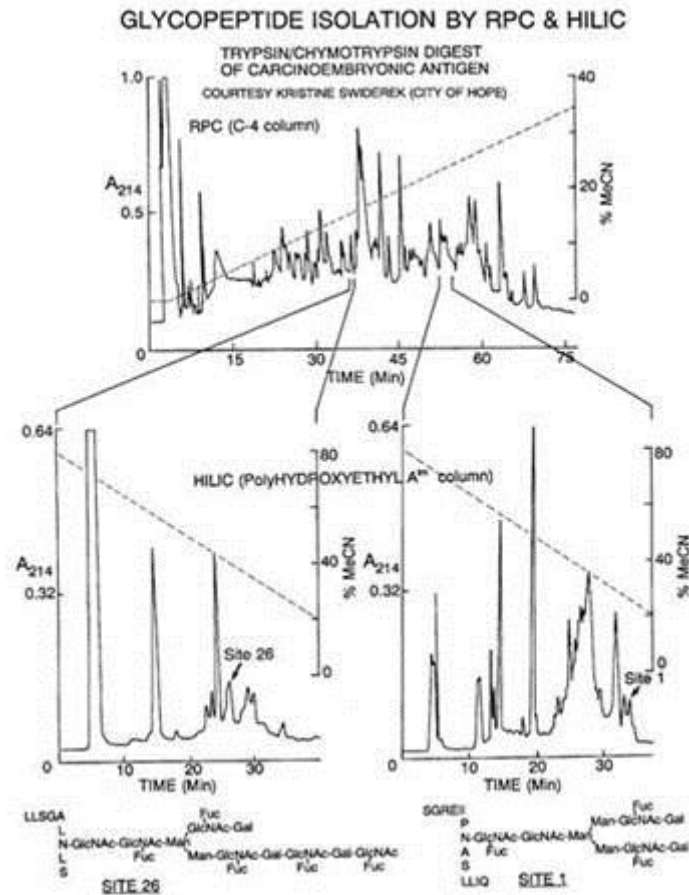 GLYCOPEPTIDE ISOLATION BY RPC & HILIC
TRYPSIN/CHYMOTRYPSIN DIGEST
OF CARCINOEMBRYONIC ANTIGEN
COURTESY KRISTINE SWIDEREK (CITY OF HOPE)
RPC (C-4 column)
1.0
A214
0.5
0
40
20
0
% MeCN
15
30
45
60
75
TIME (Min)
HILIC (PolyHYDROXYETHYL A™ column)
0.64
A214
0.32
80
40
0
% MeCN
Site 26
0
10
20
30
TIME (Min)
0.64
A214
0.32
80
40
0
% MeCN
Site 1
0
10
20
30
TIME (Min)
LLSGA
L
N-GlcNAc-GlcNAc-Man
L
S
Fuc
Fuc
GlcNAc-Gal
Man-GlcNAc-Gal-GlcNAc-Gal-GlcNAc
Fuc Fuc Fuc
SITE 26
SGREII
P
N-GlcNAc-GlcNAc-Man
A
S
LLIQ
Fuc
Fuc
Man-GlcNAc-Gal
Man-GlcNAc-Gal
Fuc
SITE 1